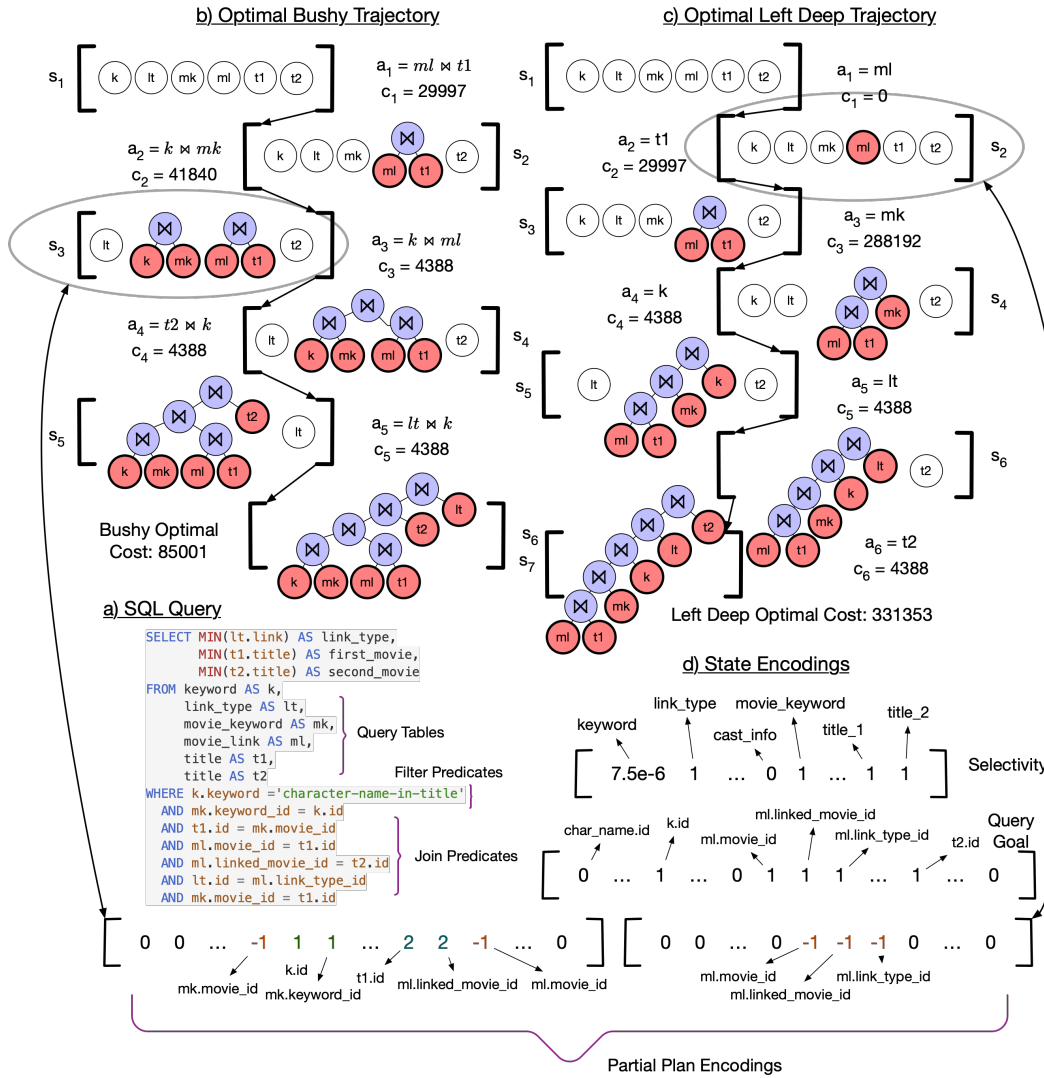 b) Optimal Bushy Trajectory
s1
k lt mk ml t1 t2
a1 = ml ⋈ t1
c1 = 29997
a2 = k ⋈ mk
c2 = 41840
k lt mk ⋈ ml t1 t2
s2
s3
lt ⋈ k mk ⋈ ml t1 t2
a3 = k ⋈ ml
c3 = 4388
a4 = t2 ⋈ k
c4 = 4388
lt ⋈ ⋈ ⋈ k mk ml t1 t2
s4
s5
⋈ ⋈ t2 ⋈ ⋈ k mk ml t1 lt
a5 = lt ⋈ k
c5 = 4388
Bushy Optimal
Cost: 85001
⋈ lt ⋈ t2 ⋈ ⋈ ⋈ k mk ml t1
s6
c) Optimal Left Deep Trajectory
s1
k lt mk ml t1 t2
a1 = ml
c1 = 0
a2 = t1
c2 = 29997
k lt mk ml t1 t2
s2
s3
k lt mk ⋈ ml t1 t2
a3 = mk
c3 = 288192
a4 = k
c4 = 4388
k lt ⋈ ⋈ mk ml t1 t2
s4
s5
lt ⋈ ⋈ k ⋈ mk ml t1 t2
a5 = lt
c5 = 4388
⋈ ⋈ lt ⋈ k ⋈ mk ml t1 t2
s6
s7
⋈ ⋈ t2 ⋈ lt ⋈ k ⋈ mk ml t1
a6 = t2
c6 = 4388
Left Deep Optimal Cost: 331353
a) SQL Query
SELECT MIN(lt.link) AS link_type,
MIN(t1.title) AS first_movie,
MIN(t2.title) AS second_movie
FROM keyword AS k,
link_type AS lt,
movie_keyword AS mk,
movie_link AS ml,
title AS t1,
title AS t2
WHERE k.keyword ='character-name-in-title'
AND mk.keyword_id = k.id
AND t1.id = mk.movie_id
AND ml.movie_id = t1.id
AND ml.linked_movie_id = t2.id
AND lt.id = ml.link_type_id
AND mk.movie_id = t1.id
Query Tables
Filter Predicates
Join Predicates
d) State Encodings
link_type movie_keyword
keyword title_2
cast_info title_1
7.5e-6 1 ... 0 1 ... 1 1
Selectivity
ml.linked_movie_id
char_name.id k.id ml.link_type_id
ml.movie_id t2.id
Query
Goal
0 ... 1 ... 0 1 1 1 ... 1 ... 0
0 0 ... -1 1 1 ... 2 2 -1 ... 0
k.id t1.id
mk.movie_id mk.keyword_id ml.linked_movie_id ml.movie_id
0 0 ... 0 -1 -1 -1 0 ... 0
ml.movie_id ml.link_type_id
ml.linked_movie_id
Partial Plan Encodings